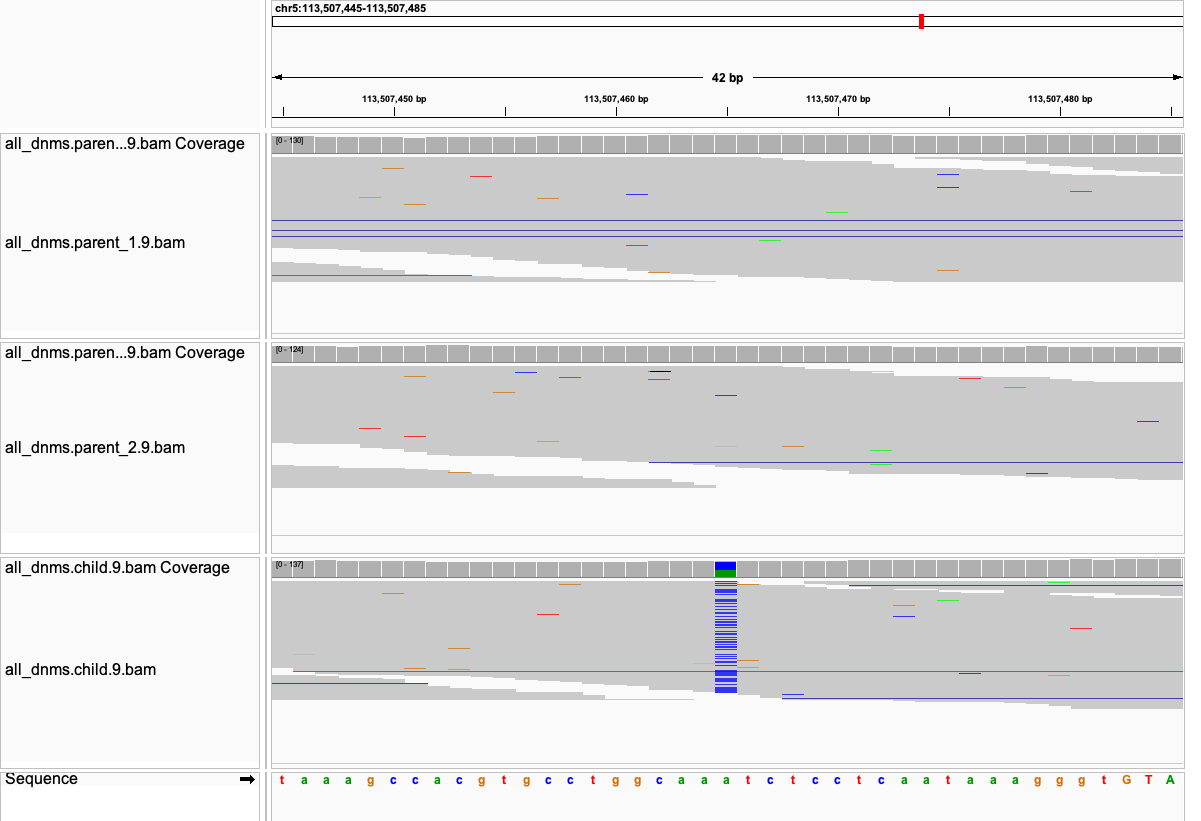 chr5:113,507,445-113,507,485
42 bp
113,507,450 bp 113,507,460 bp 113,507,470 bp 113,507,480 bp
all_dnms.paren...9.bam Coverage
[0 - 130]
all_dnms.parent_1.9.bam
all_dnms.paren...9.bam Coverage
[0 - 124]
all_dnms.parent_2.9.bam
all_dnms.child.9.bam Coverage
[0 - 137]
all_dnms.child.9.bam
Sequence t a a a g c c a c g t g c c t g g c a a a t c t c c t c a a t a a a g g g t G T A